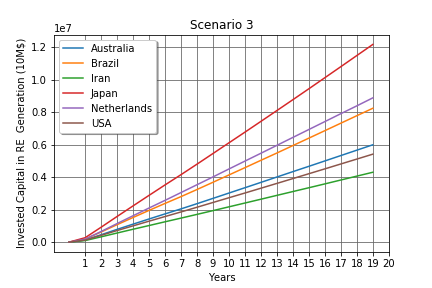 Scenario 3
1e7
Invested Capital in RE  Generation (10M$)
1.2
1.0
0.8
0.6
0.4
0.2
0.0
Australia
Brazil
Iran
Japan
Netherlands
USA
1 2 3 4 5 6 7 8 9 10 11 12 13 14 15 16 17 18 19 20
Years